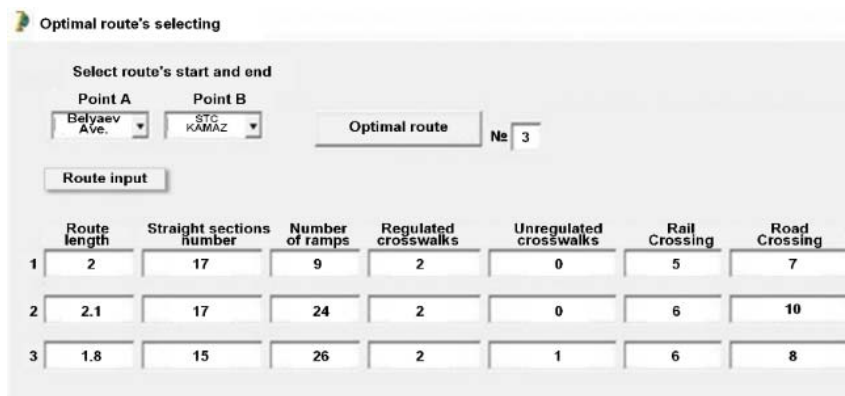 Optimal route's selecting
Select route's start and end
Point A Point B
Belyaev Ave. STC KAMAZ Optimal route № 3
Route input
Route length Straight sections number Number of ramps Regulated crosswalks Unregulated crosswalks Rail Crossing Road Crossing
1 2 17 9 2 0 5 7
2 2.1 17 24 2 0 6 10
3 1.8 15 26 2 1 6 8